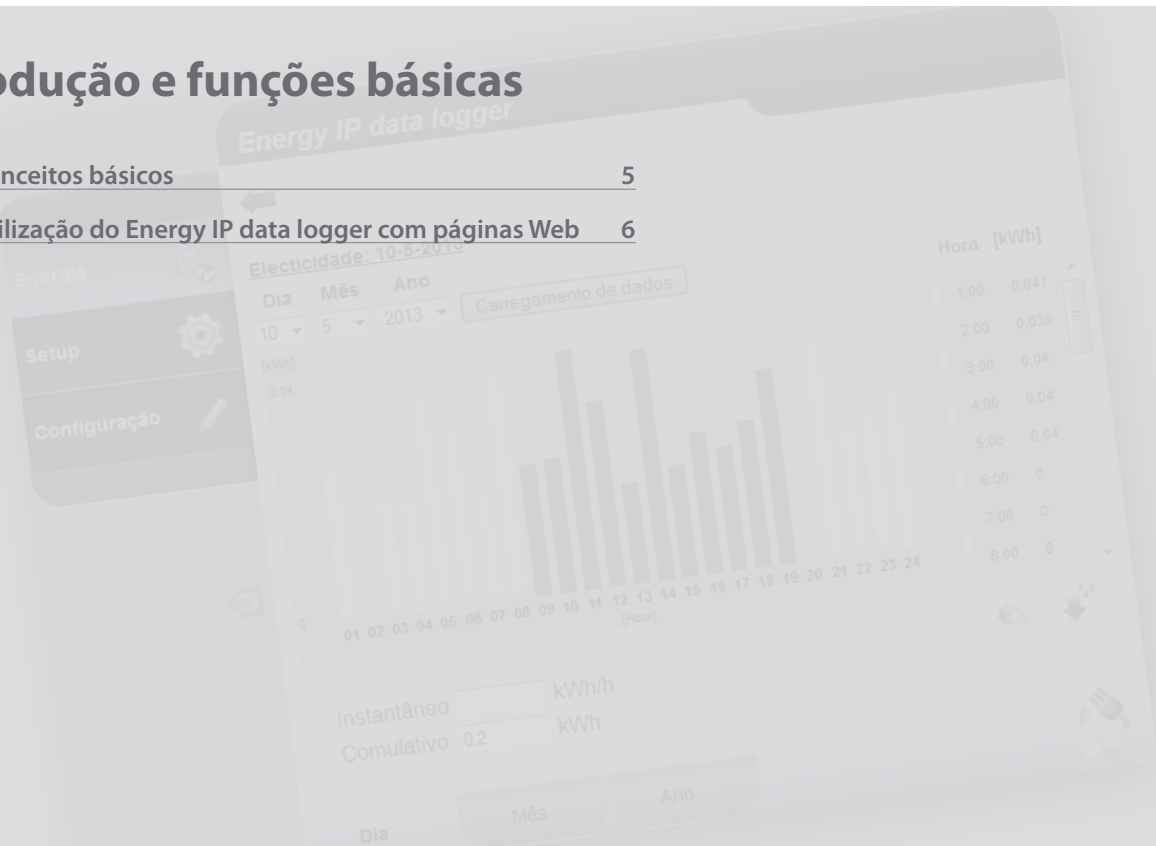 odução e funções básicas
nceitos básicos 5
ilização do Energy IP data logger com páginas Web 6
Energy IP data logger
Energia
Setup
Configuração
Electicidade: 10-5-2013
Dia Mês Ano
10 5 2013 Carregamento de dados
[kWh]
0,04
0
01 02 03 04 05 06 07 08 09 10 11 12 13 14 15 16 17 18 19 20 21 22 23 24
[Hora]
Hora [kWh]
1:00 0,041
2:00 0,039
3:00 0,04
4:00 0,04
5:00 0,04
6:00 0
7:00 0
8:00 0
Instantâneo kWh/h
Comulativo 0,2 kWh
Dia Mês Ano